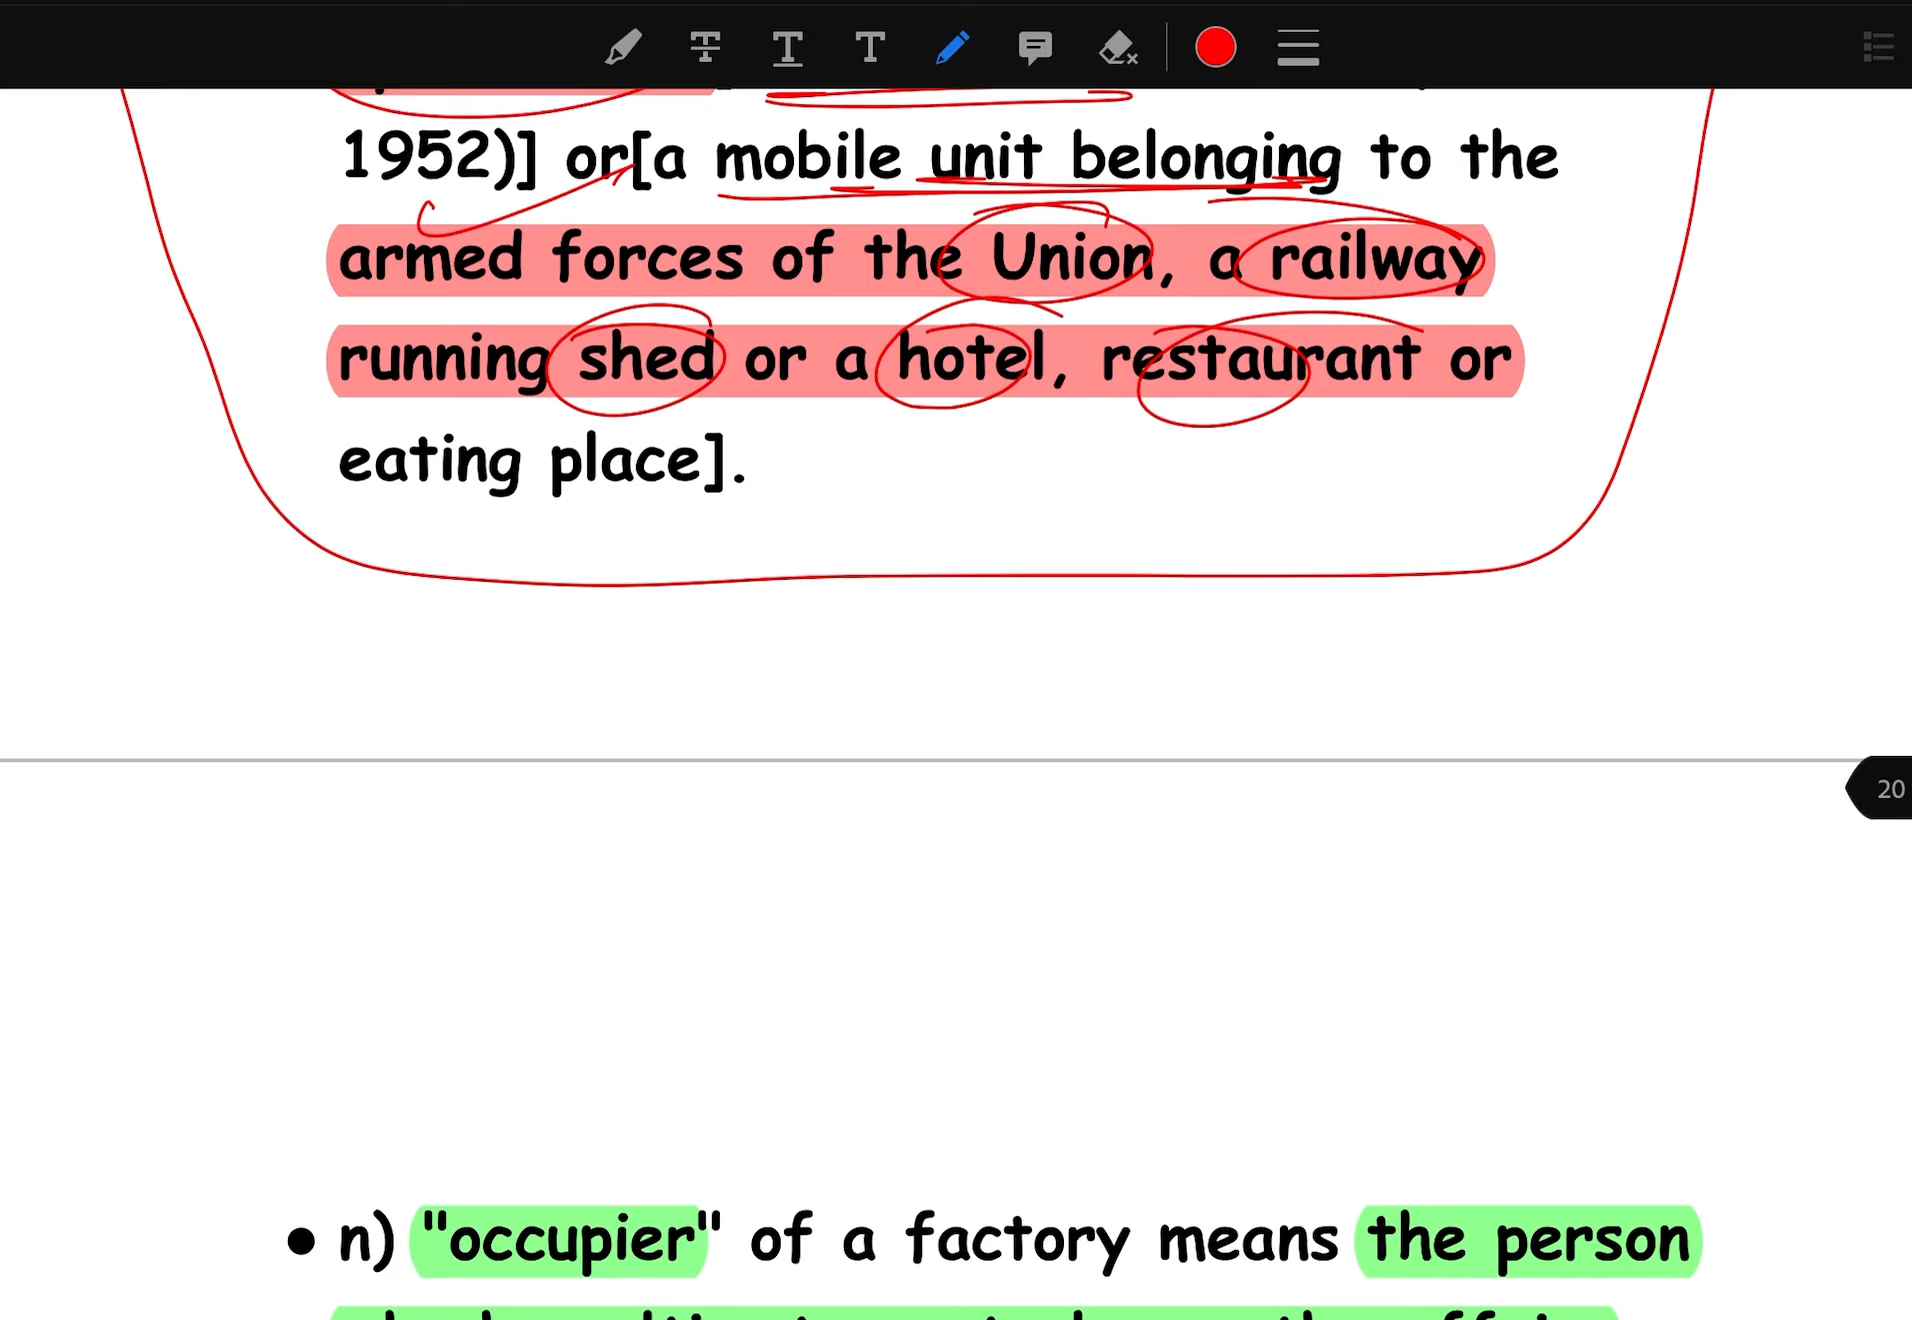 1952)] or[a mobile unit belonging to the
armed forces of the Union, a railway
running shed or a hotel, restaurant or
eating place].
20
• n) "occupier" of a factory means the person